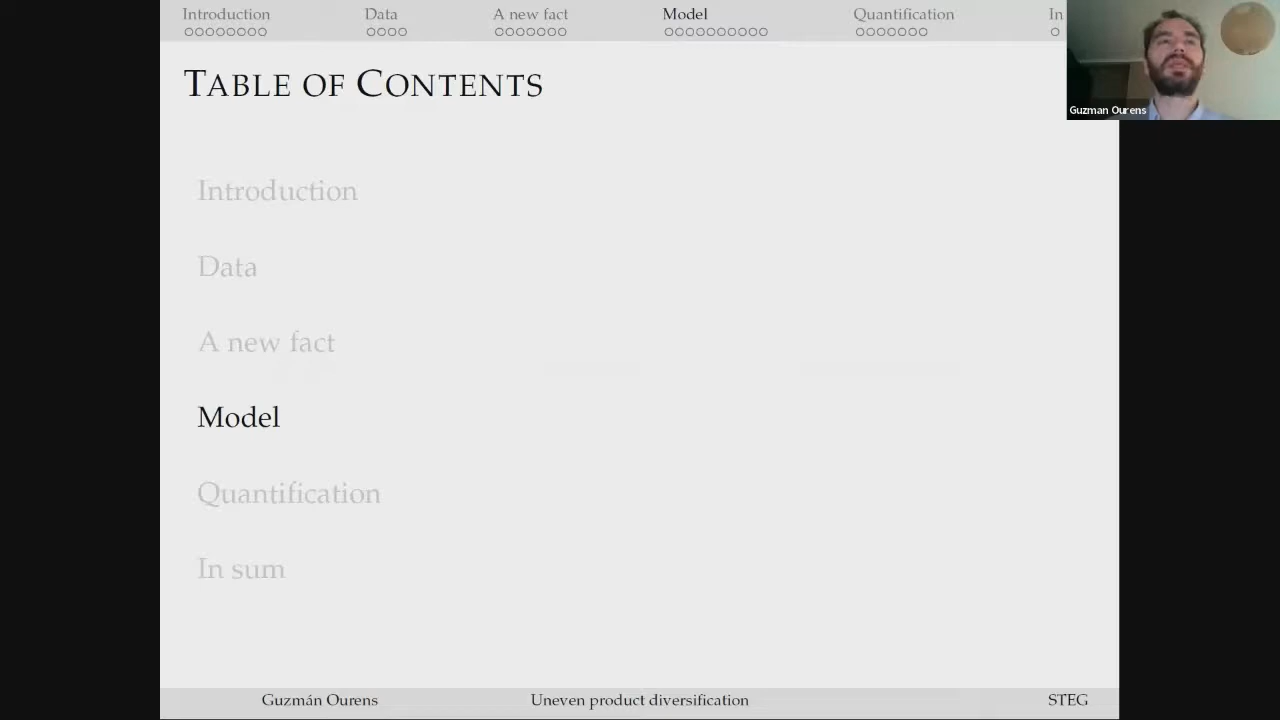 Introduction Data A new fact Model Quantification In
Guzman Ourens
TABLE OF CONTENTS
Introduction
Data
A new fact
Model
Quantification
In sum
Guzmán Ourens Uneven product diversification STEG